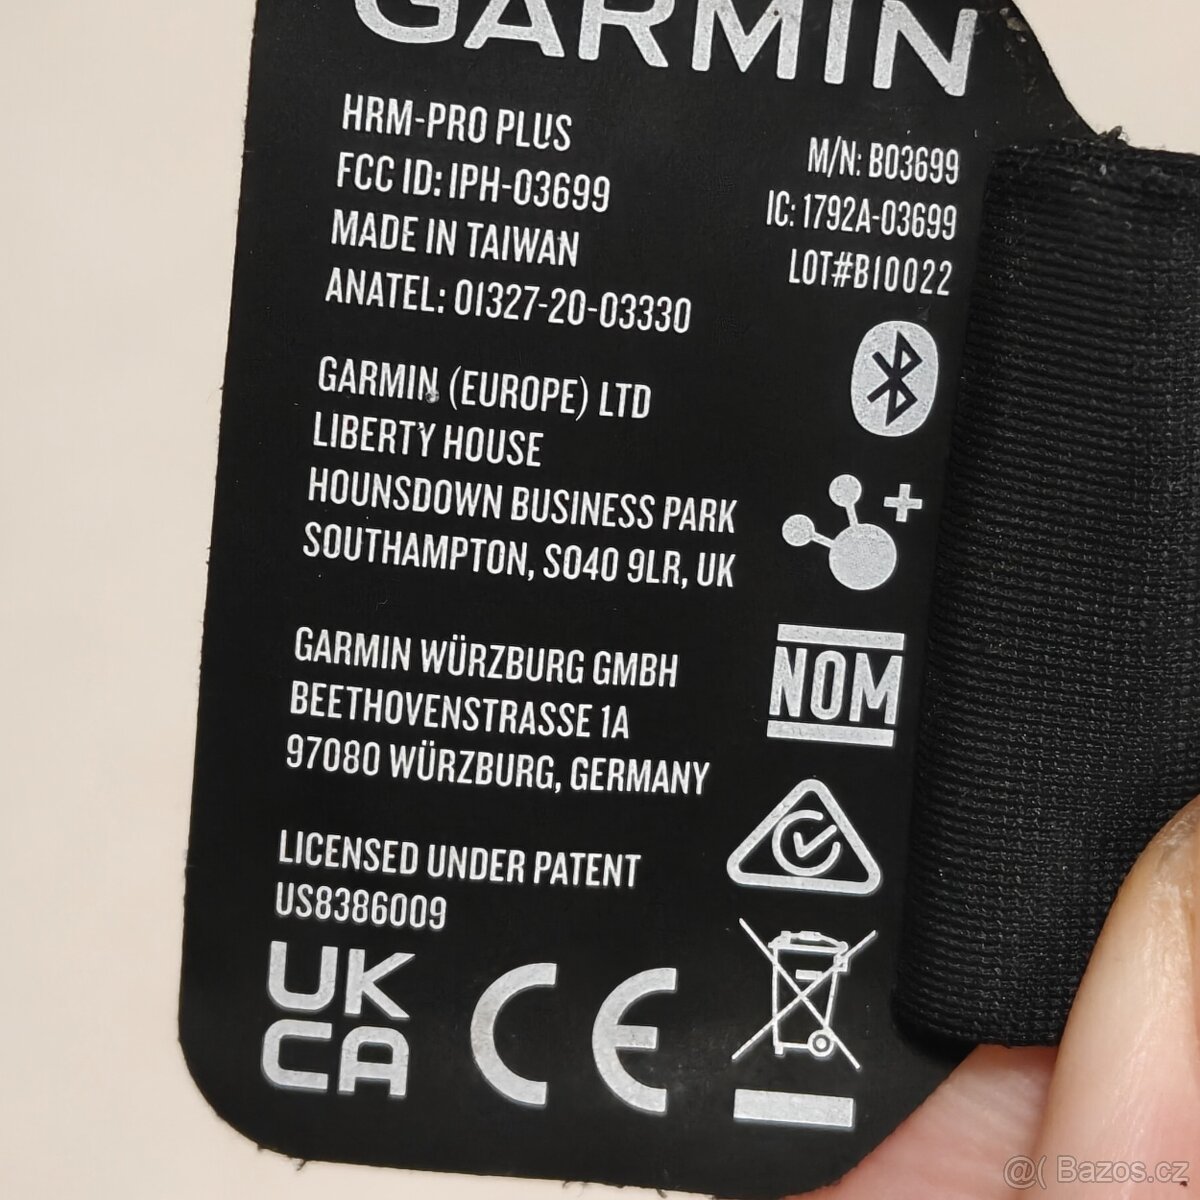 GARMIN
HRM-PRO PLUS
FCC ID: IPH-03699
MADE IN TAIWAN
ANATEL: 01327-20-03330
M/N: B03699
IC: 1792A-03699
LOT#B10022
GARMIN (EUROPE) LTD
LIBERTY HOUSE
HOUNSDOWN BUSINESS PARK
SOUTHAMPTON, SO40 9LR, UK
NOM
GARMIN WÜRZBURG GMBH
BEETHOVENSTRASSE 1A
97080 WÜRZBURG, GERMANY
LICENSED UNDER PATENT
US8386009
UK
CA
CE
@( Bazos.cz